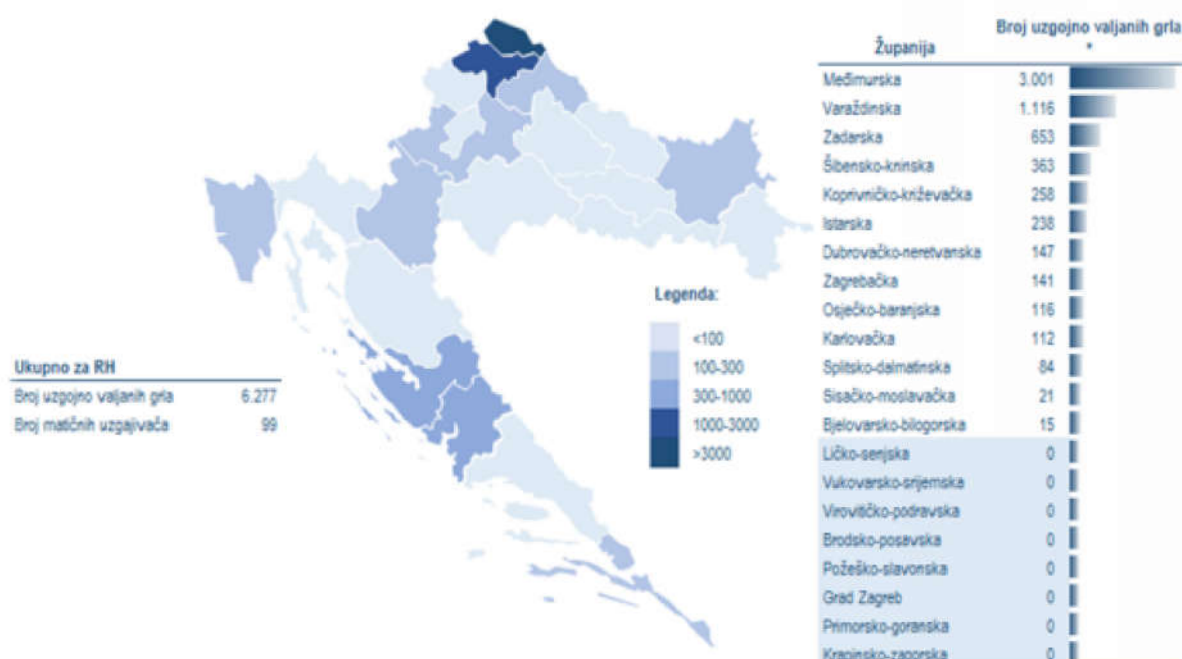 Broj uzgojno valjanih grla
Županija
Međimurska 3.001
Varaždinska 1.116
Zadarska 653
Šibensko-kninska 363
Koprivničko-križevačka 258
Istarska 238
Dubrovačko-neretvanska 147
Zagrebačka 141
Osječko-baranjska 116
Karlovačka 112
Splitsko-dalmatinska 84
Sisačko-moslavačka 21
Bjelovarsko-bilogorska 15
Ličko-senjska 0
Vukovarsko-srijemska 0
Virovitičko-podravska 0
Brodsko-posavska 0
Požeško-slavonska 0
Grad Zagreb 0
Primorsko-goranska 0
Krapinsko-zagorska 0
Legenda:
<100
100-300
300-1000
1000-3000
>3000
Ukupno za RH
Broj uzgojno valjanih grla 6.277
Broj matičnih uzgajivača 99